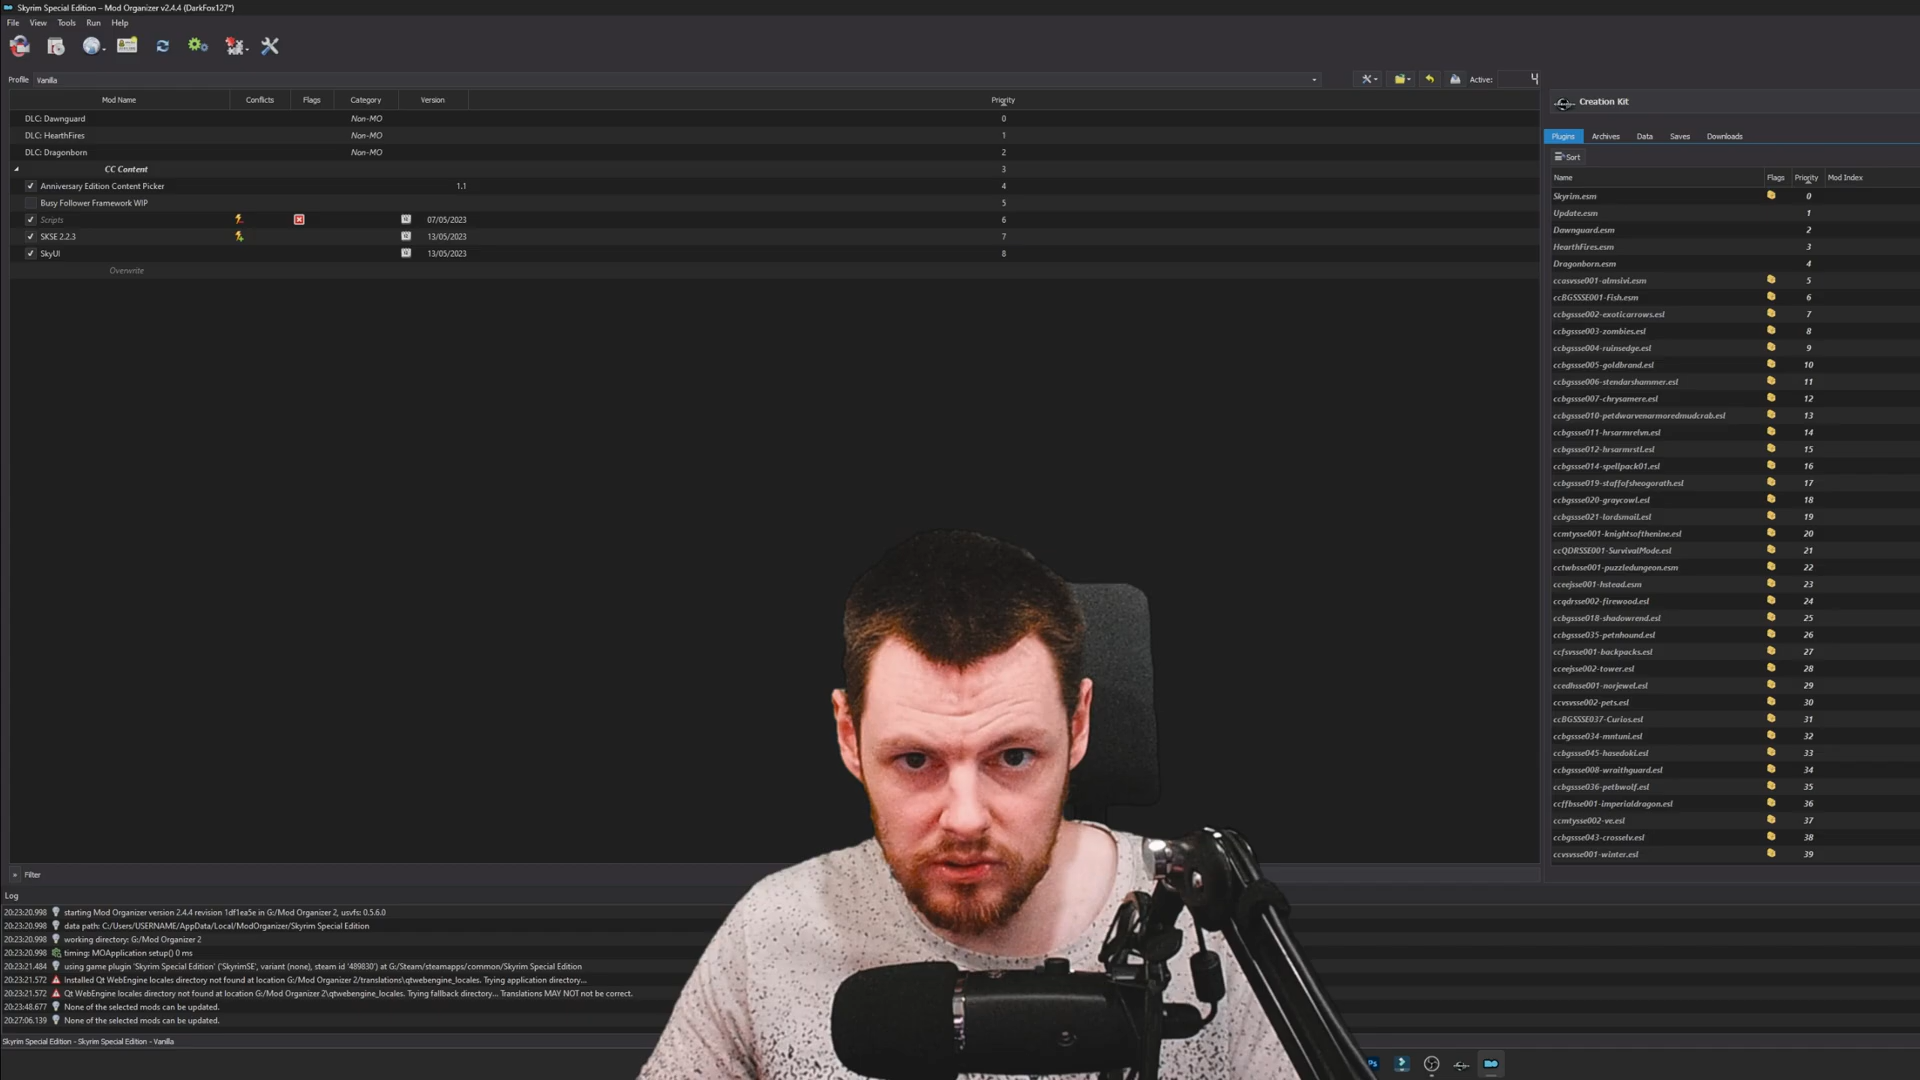 Skyrim Special Edition – Mod Organizer v2.4.4 (DarkFox127*)
File View Tools Run Help
Profile Vanilla Active: 4
Mod Name Conflicts Flags Category Version Priority
DLC: Dawnguard Non-MO 0
DLC: HearthFires Non-MO 1
DLC: Dragonborn Non-MO 2
CC Content 3
Anniversary Edition Content Picker 1.1 4
Busy Follower Framework WIP 5
Scripts 07/05/2023 6
SKSE 2.2.3 13/05/2023 7
SkyUI 13/05/2023 8
Overwrite
Filter
Creation Kit
Plugins Archives Data Saves Downloads
Sort
Name Flags Priority Mod Index
Skyrim.esm 0
Update.esm 1
Dawnguard.esm 2
HearthFires.esm 3
Dragonborn.esm 4
ccasvsse001-almsivi.esm 5
ccBGSSSE001-Fish.esm 6
ccbgssse002-exoticarrows.esl 7
ccbgssse003-zombies.esl 8
ccbgssse004-ruinsedge.esl 9
ccbgssse005-goldbrand.esl 10
ccbgssse006-stendarshammer.esl 11
ccbgssse007-chrysamere.esl 12
ccbgssse010-petdwarvenarmoredmudcrab.esl 13
ccbgssse011-hrsarmrelvn.esl 14
ccbgssse012-hrsarmrstl.esl 15
ccbgssse014-spellpack01.esl 16
ccbgssse019-staffofsheogorath.esl 17
ccbgssse020-graycowl.esl 18
ccbgssse021-lordsmail.esl 19
ccmtysse001-knightsofthenine.esl 20
ccQDRSSE001-SurvivalMode.esl 21
cctwbsse001-puzzledungeon.esm 22
cceejsse001-hstead.esm 23
ccqdrsse002-firewood.esl 24
ccbgssse018-shadowrend.esl 25
ccbgssse035-petnhound.esl 26
ccfsvsse001-backpacks.esl 27
cceejsse002-tower.esl 28
ccedhsse001-norjewel.esl 29
ccvsvsse002-pets.esl 30
ccBGSSSE037-Curios.esl 31
ccbgssse034-mntuni.esl 32
ccbgssse045-hasedoki.esl 33
ccbgssse008-wraithguard.esl 34
ccbgssse036-petbwolf.esl 35
ccffbsse001-imperialdragon.esl 36
ccmtysse002-ve.esl 37
ccbgssse043-crosselv.esl 38
ccvsvsse001-winter.esl 39
Log
20:23:20.998 starting Mod Organizer version 2.4.4 revision 1df1ea5e in G:/Mod Organizer 2, usvfs: 0.5.6.0
20:23:20.998 data path: C:/Users/USERNAME/AppData/Local/ModOrganizer/Skyrim Special Edition
20:23:20.998 working directory: G:/Mod Organizer 2
20:23:20.998 timing: MOApplication setup() 0 ms
20:23:21.484 using game plugin 'Skyrim Special Edition' ('SkyrimSE', variant (none), steam id '489830') at G:/Steam/steamapps/common/Skyrim Special Edition
20:23:21.572 Installed Qt WebEngine locales directory not found at location G:/Mod Organizer 2/translations\qtwebengine_locales. Trying application directory...
20:23:21.572 Qt WebEngine locales directory not found at location G:/Mod Organizer 2\qtwebengine_locales. Trying fallback directory... Translations MAY NOT not be correct.
20:23:48.677 None of the selected mods can be updated.
20:27:06.139 None of the selected mods can be updated.
Skyrim Special Edition - Skyrim Special Edition - Vanilla